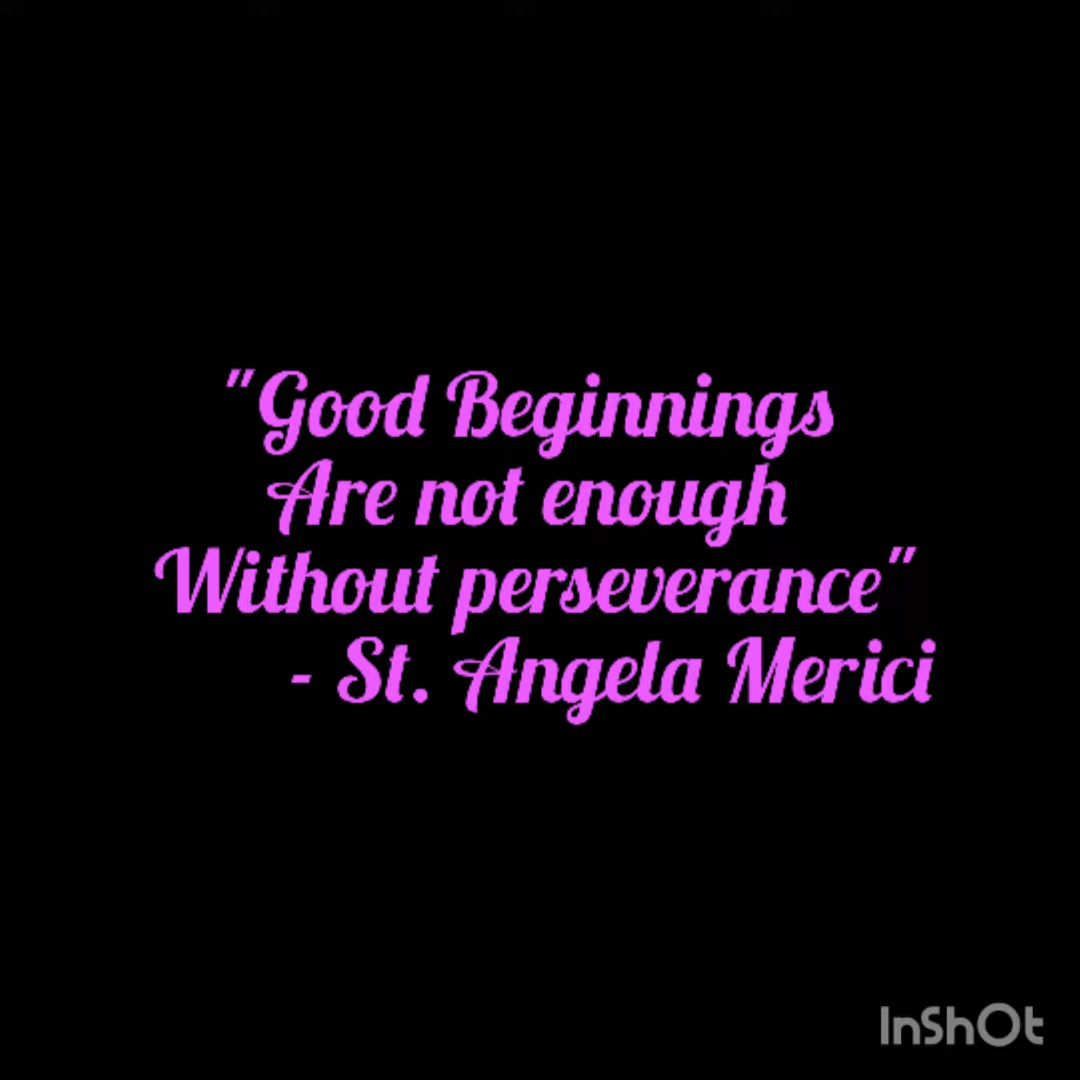 "Good Beginnings
Are not enough
Without perseverance"
- St. Angela Merici
InShOt